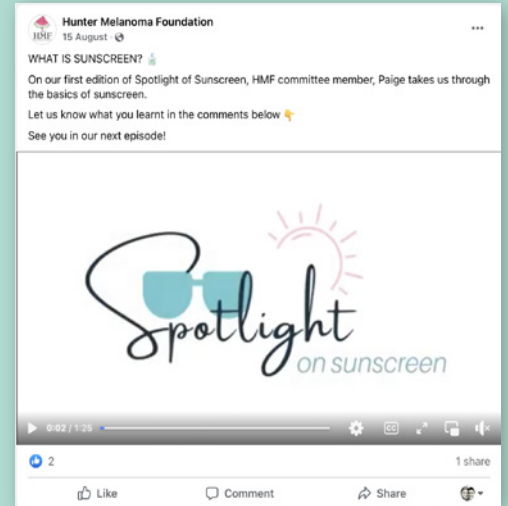 Hunter Melanoma Foundation
HMF
15 August ·
WHAT IS SUNSCREEN?
On our first edition of Spotlight of Sunscreen, HMF committee member, Paige takes us through
the basics of sunscreen.
Let us know what you learnt in the comments below
See you in our next episode!
Spotlight
on sunscreen
0:02 / 1:25
CC
2
1 share
Like
Comment
Share